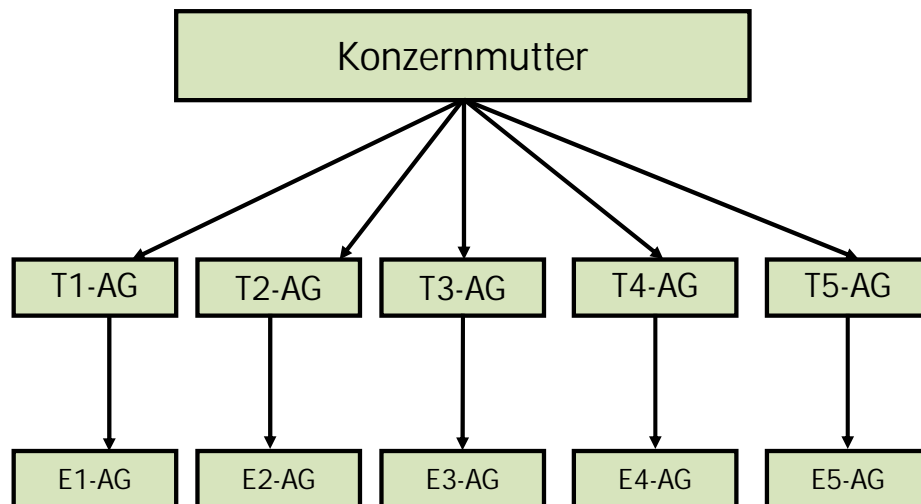 Konzernmutter
T1-AG T2-AG T3-AG T4-AG T5-AG
E1-AG E2-AG E3-AG E4-AG E5-AG